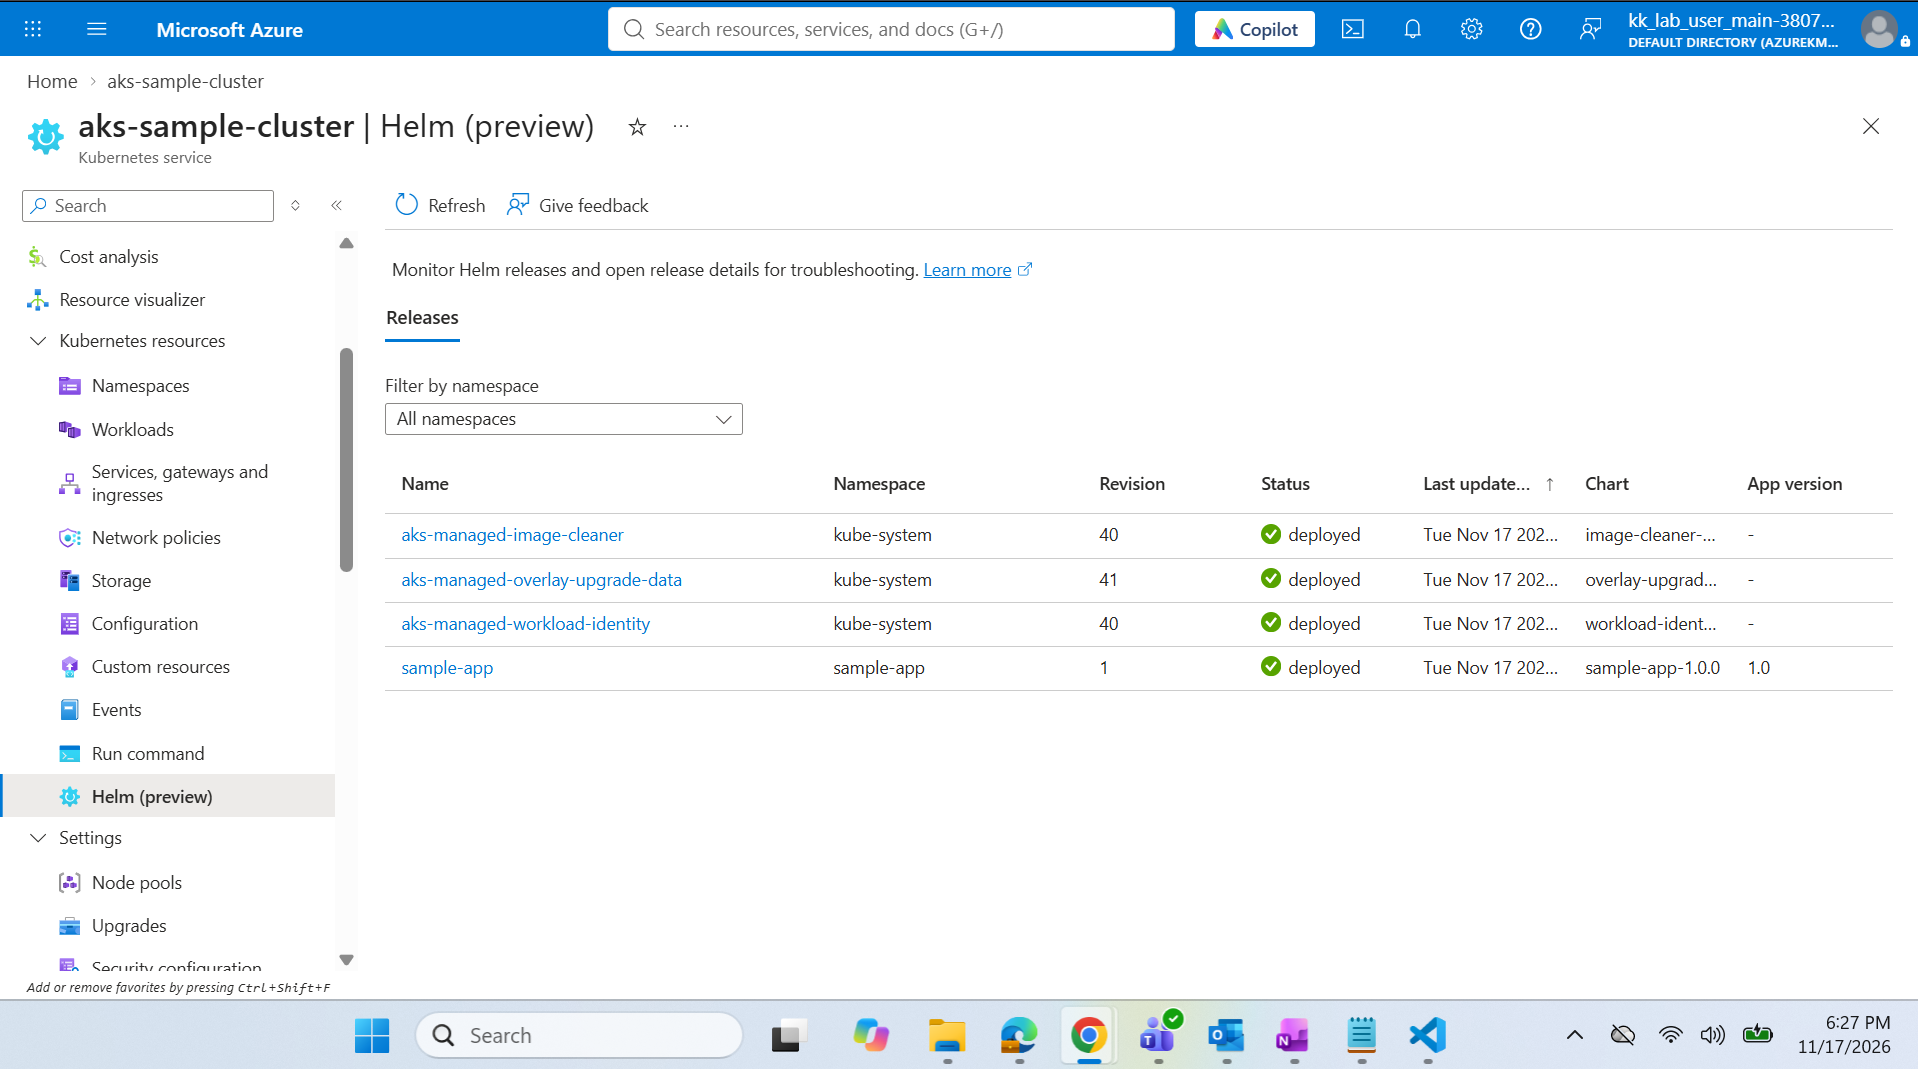 Microsoft Azure
Search resources, services, and docs (G+/)
Copilot
kk_lab_user_main-3807...
DEFAULT DIRECTORY (AZUREKM...
Home > aks-sample-cluster
aks-sample-cluster | Helm (preview)
Kubernetes service
Search
Refresh
Give feedback
Cost analysis
Resource visualizer
Kubernetes resources
Namespaces
Workloads
Services, gateways and
ingresses
Network policies
Storage
Configuration
Custom resources
Events
Run command
Helm (preview)
Settings
Node pools
Upgrades
Security configuration
Add or remove favorites by pressing Ctrl+Shift+F
Monitor Helm releases and open release details for troubleshooting. Learn more
Releases
Filter by namespace
All namespaces
Name Namespace Revision Status Last update... ↑ Chart App version
aks-managed-image-cleaner kube-system 40 deployed Tue Nov 17 202... image-cleaner-... -
aks-managed-overlay-upgrade-data kube-system 41 deployed Tue Nov 17 202... overlay-upgrad... -
aks-managed-workload-identity kube-system 40 deployed Tue Nov 17 202... workload-ident... -
sample-app sample-app 1 deployed Tue Nov 17 202... sample-app-1.0.0 1.0
Search
6:27 PM
11/17/2026